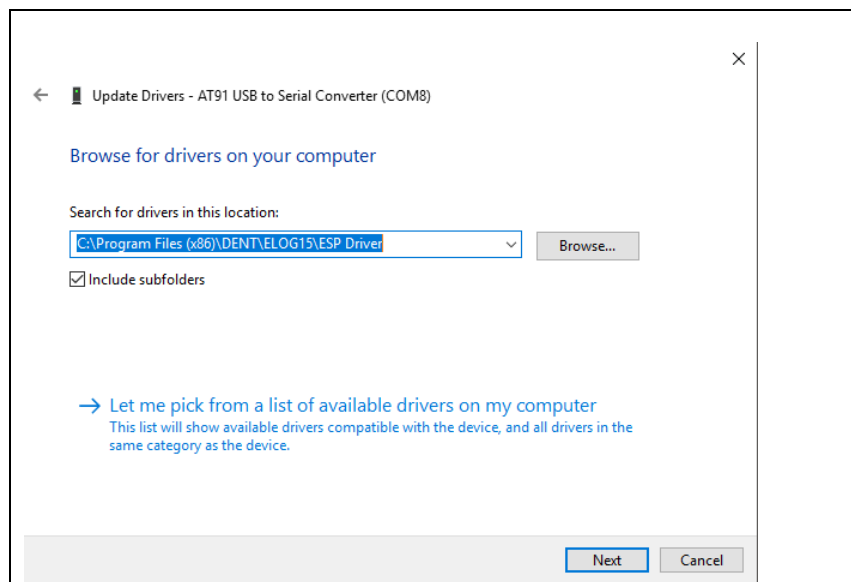 Update Drivers - AT91 USB to Serial Converter (COM8)
Browse for drivers on your computer
Search for drivers in this location:
C:\Program Files (x86)\DENT\ELOG15\ESP Driver
Browse...
Include subfolders
Let me pick from a list of available drivers on my computer
This list will show available drivers compatible with the device, and all drivers in the
same category as the device.
Next
Cancel